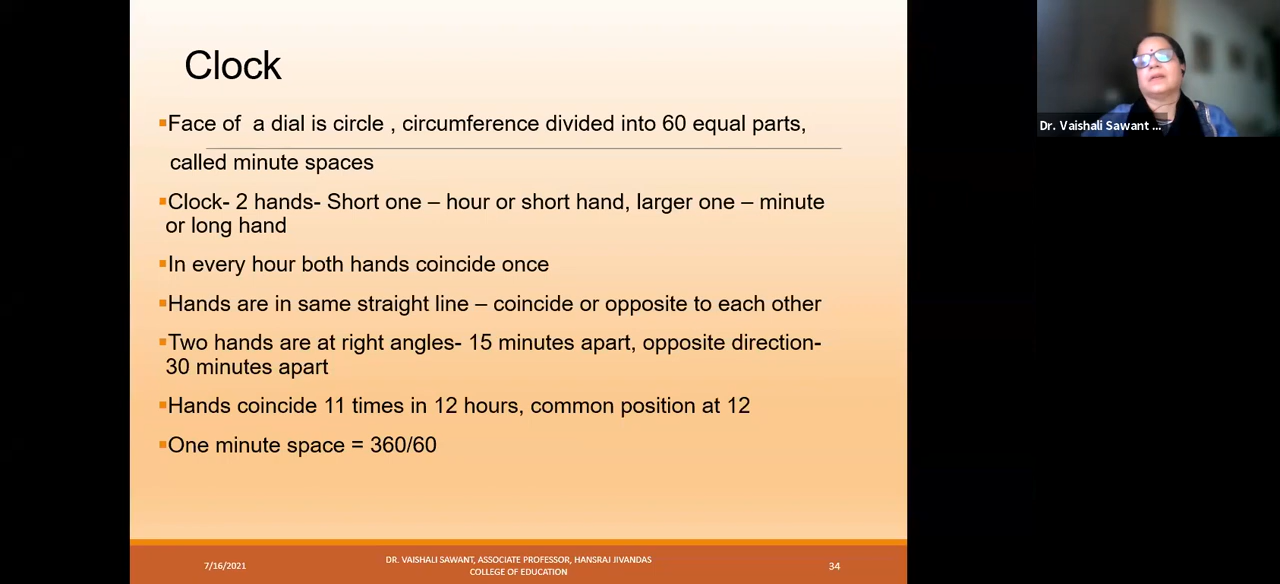 Clock
Face of a dial is circle , circumference divided into 60 equal parts,
called minute spaces
Clock- 2 hands- Short one – hour or short hand, larger one – minute
or long hand
In every hour both hands coincide once
Hands are in same straight line – coincide or opposite to each other
Two hands are at right angles- 15 minutes apart, opposite direction-
30 minutes apart
Hands coincide 11 times in 12 hours, common position at 12
One minute space = 360/60
7/16/2021
DR. VAISHALI SAWANT, ASSOCIATE PROFESSOR, HANSRAJ JIVANDAS
COLLEGE OF EDUCATION
34
Dr. Vaishali Sawant ...